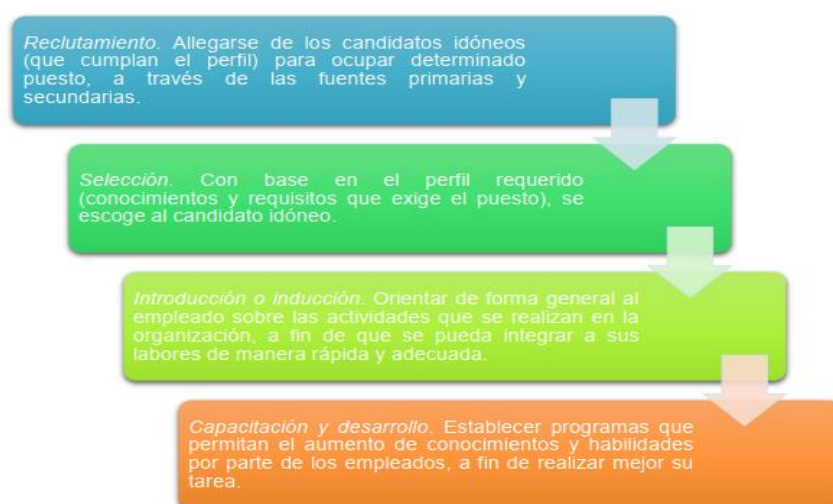 Reclutamiento. Allegarse de los candidatos idóneos
(que cumplan el perfil) para ocupar determinado
puesto, a través de las fuentes primarias y
secundarias.
Selección. Con base en el perfil requerido
(conocimientos y requisitos que exige el puesto), se
escoge al candidato idóneo.
Introducción o inducción. Orientar de forma general al
empleado sobre las actividades que se realizan en la
organización, a fin de que se pueda integrar a sus
labores de manera rápida y adecuada.
Capacitación y desarrollo. Establecer programas que
permitan el aumento de conocimientos y habilidades
por parte de los empleados, a fin de realizar mejor su
tarea.